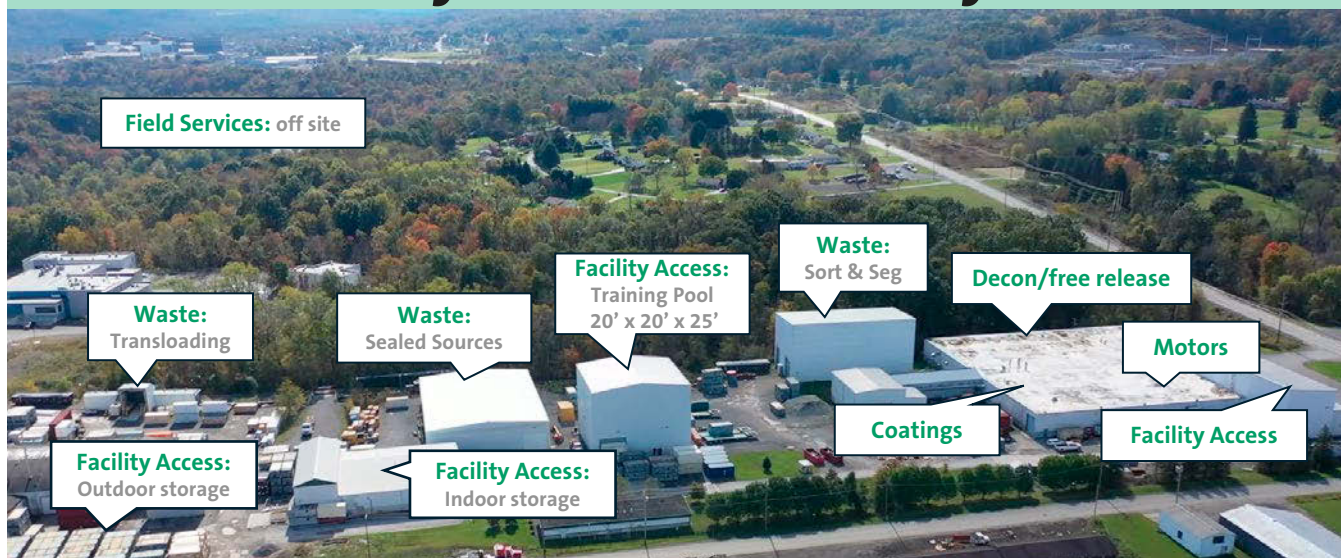 Field Services: off site
Waste:
Sort & Seg
Facility Access:
Training Pool
20’ x 20’ x 25’
Decon/free release
Waste:
Transloading
Waste:
Sealed Sources
Motors
Coatings
Facility Access
Facility Access:
Outdoor storage
Facility Access:
Indoor storage